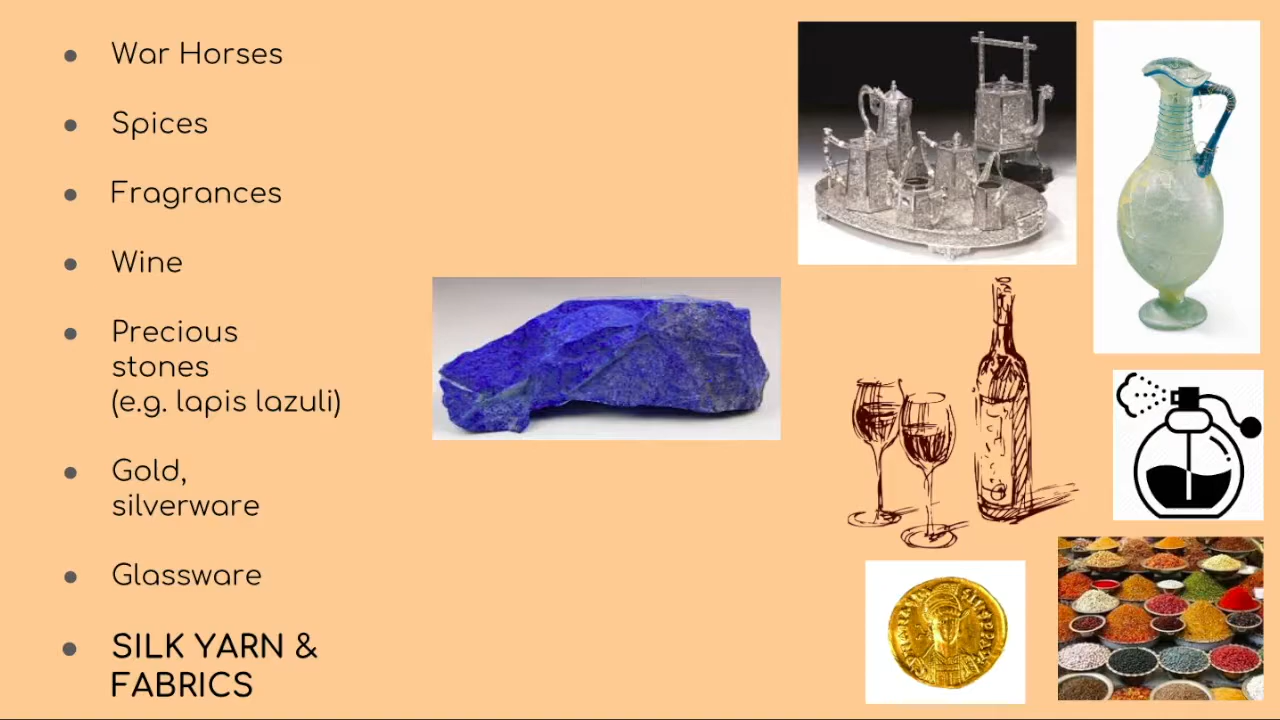 War Horses
Spices
Fragrances
Wine
Precious
stones
(e.g. lapis lazuli)
Gold,
silverware
Glassware
SILK YARN &
FABRICS